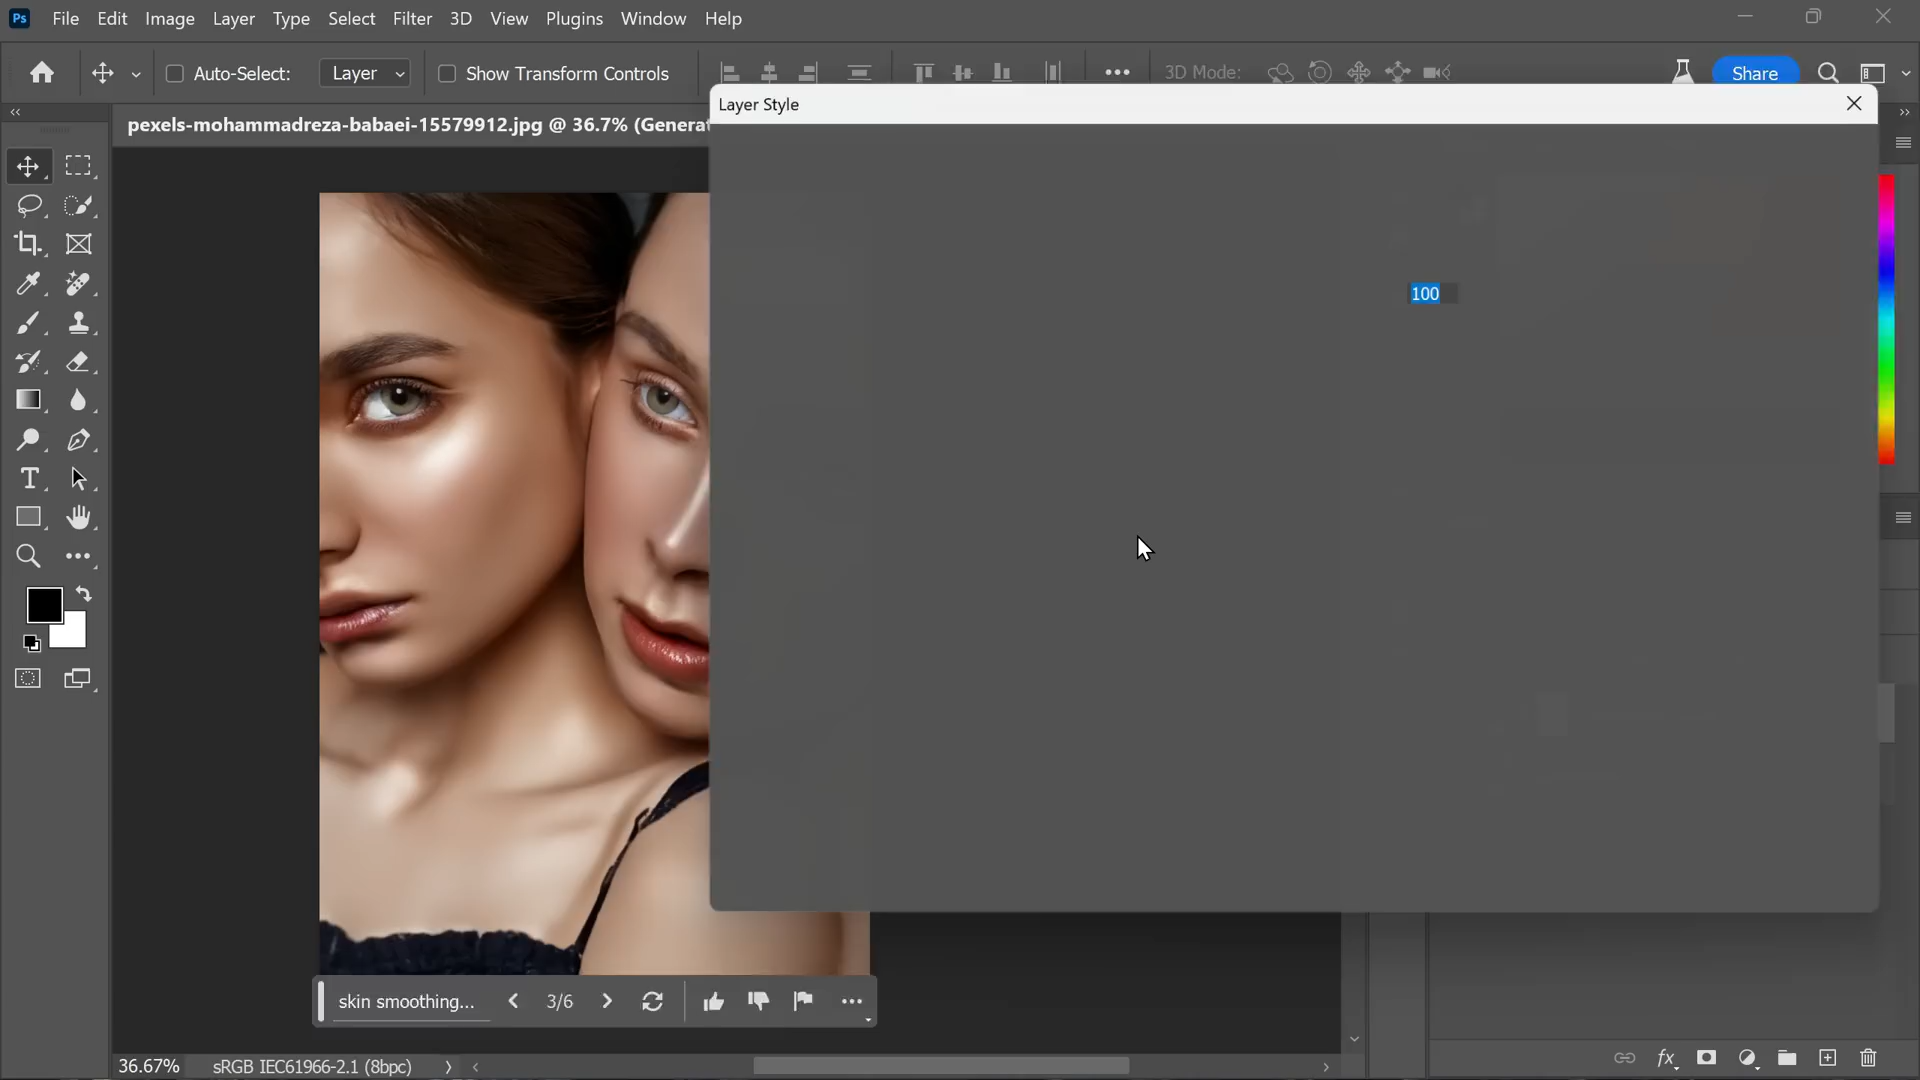 Ps File Edit Image Layer Type Select Filter 3D View Plugins Window Help
Auto-Select: Layer Show Transform Controls 3D Mode: Share
pexels-mohammadreza-babaei-15579912.jpg @ 36.7% (Generat
Layer Style
100
skin smoothing... 3/6
36.67% sRGB IEC61966-2.1 (8bpc)
fx